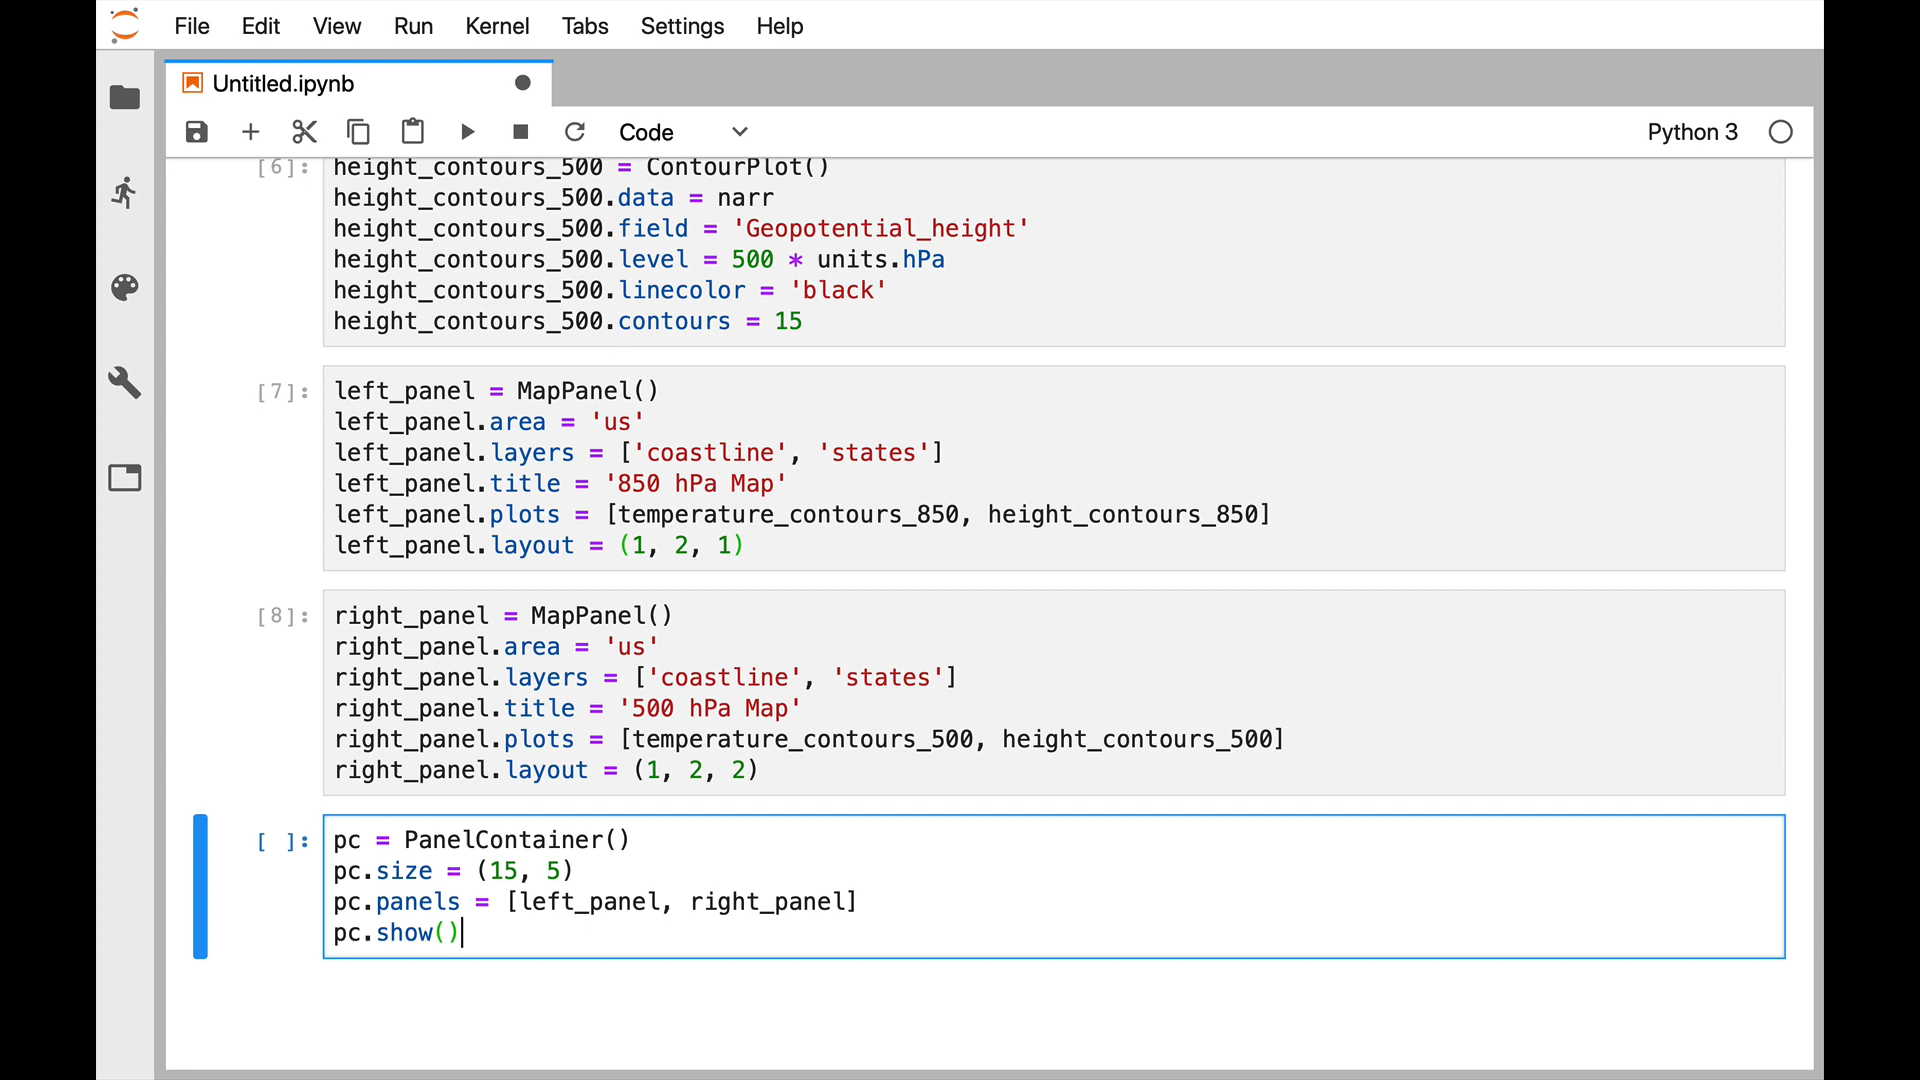 File Edit View Run Kernel Tabs Settings Help
Untitled.ipynb
Code
Python 3
[6]:
height_contours_500 = ContourPlot()
height_contours_500.data = narr
height_contours_500.field = 'Geopotential_height'
height_contours_500.level = 500 * units.hPa
height_contours_500.linecolor = 'black'
height_contours_500.contours = 15
[7]:
left_panel = MapPanel()
left_panel.area = 'us'
left_panel.layers = ['coastline', 'states']
left_panel.title = '850 hPa Map'
left_panel.plots = [temperature_contours_850, height_contours_850]
left_panel.layout = (1, 2, 1)
[8]:
right_panel = MapPanel()
right_panel.area = 'us'
right_panel.layers = ['coastline', 'states']
right_panel.title = '500 hPa Map'
right_panel.plots = [temperature_contours_500, height_contours_500]
right_panel.layout = (1, 2, 2)
[ ]:
pc = PanelContainer()
pc.size = (15, 5)
pc.panels = [left_panel, right_panel]
pc.show()